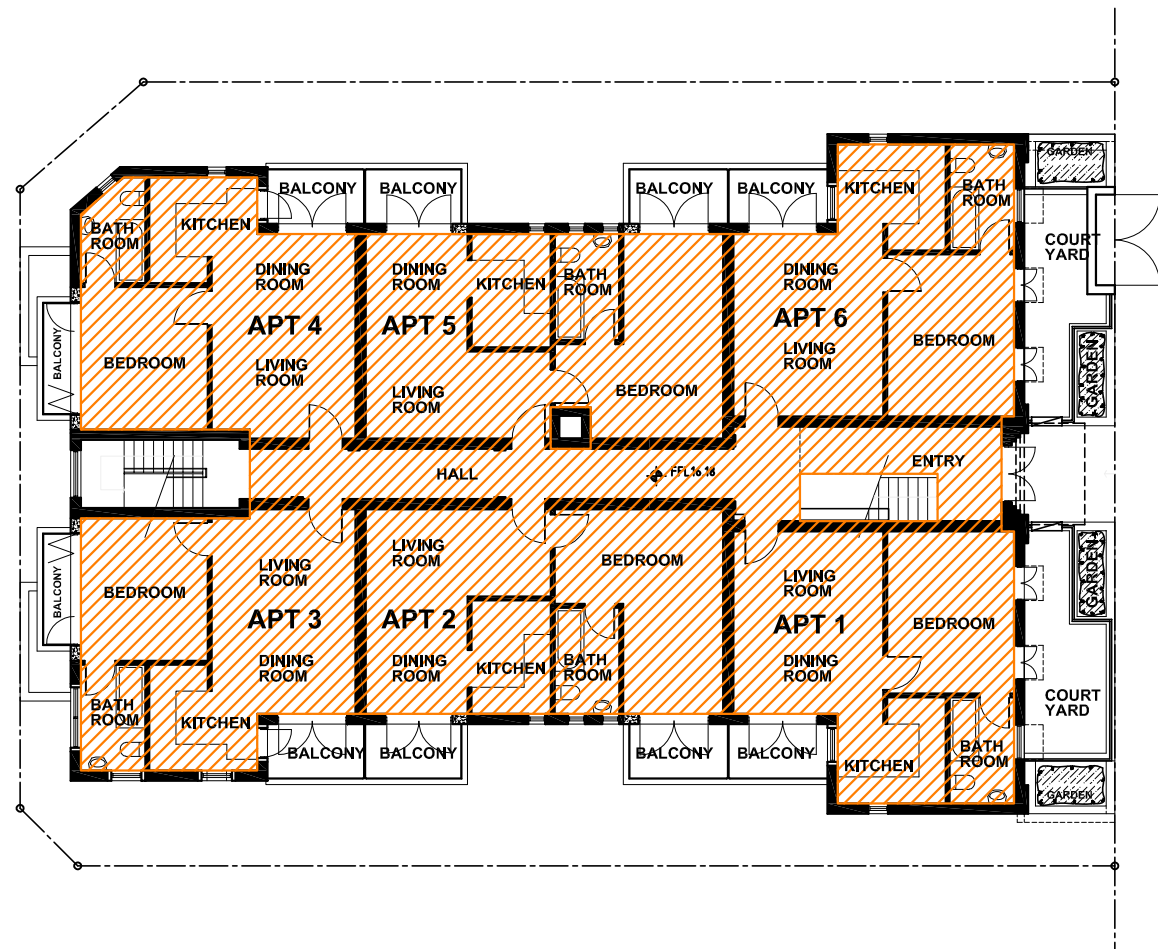 GARDEN
BALCONY
BALCONY
BALCONY
BALCONY
KITCHEN
BATH
ROOM
KITCHEN
BATH
ROOM
COURT
YARD
DINING
ROOM
DINING
ROOM
KITCHEN
BATH
ROOM
DINING
ROOM
APT 4
APT 5
APT 6
BALCONY
BEDROOM
LIVING
ROOM
LIVING
ROOM
BEDROOM
LIVING
ROOM
BEDROOM
GARDEN
HALL
ENTRY
BALCONY
BEDROOM
LIVING
ROOM
LIVING
ROOM
BEDROOM
LIVING
ROOM
BEDROOM
GARDEN
APT 3
APT 2
APT 1
DINING
ROOM
DINING
ROOM
KITCHEN
BATH
ROOM
DINING
ROOM
BATH
ROOM
KITCHEN
COURT
YARD
BALCONY
BALCONY
BALCONY
BALCONY
KITCHEN
BATH
ROOM
GARDEN